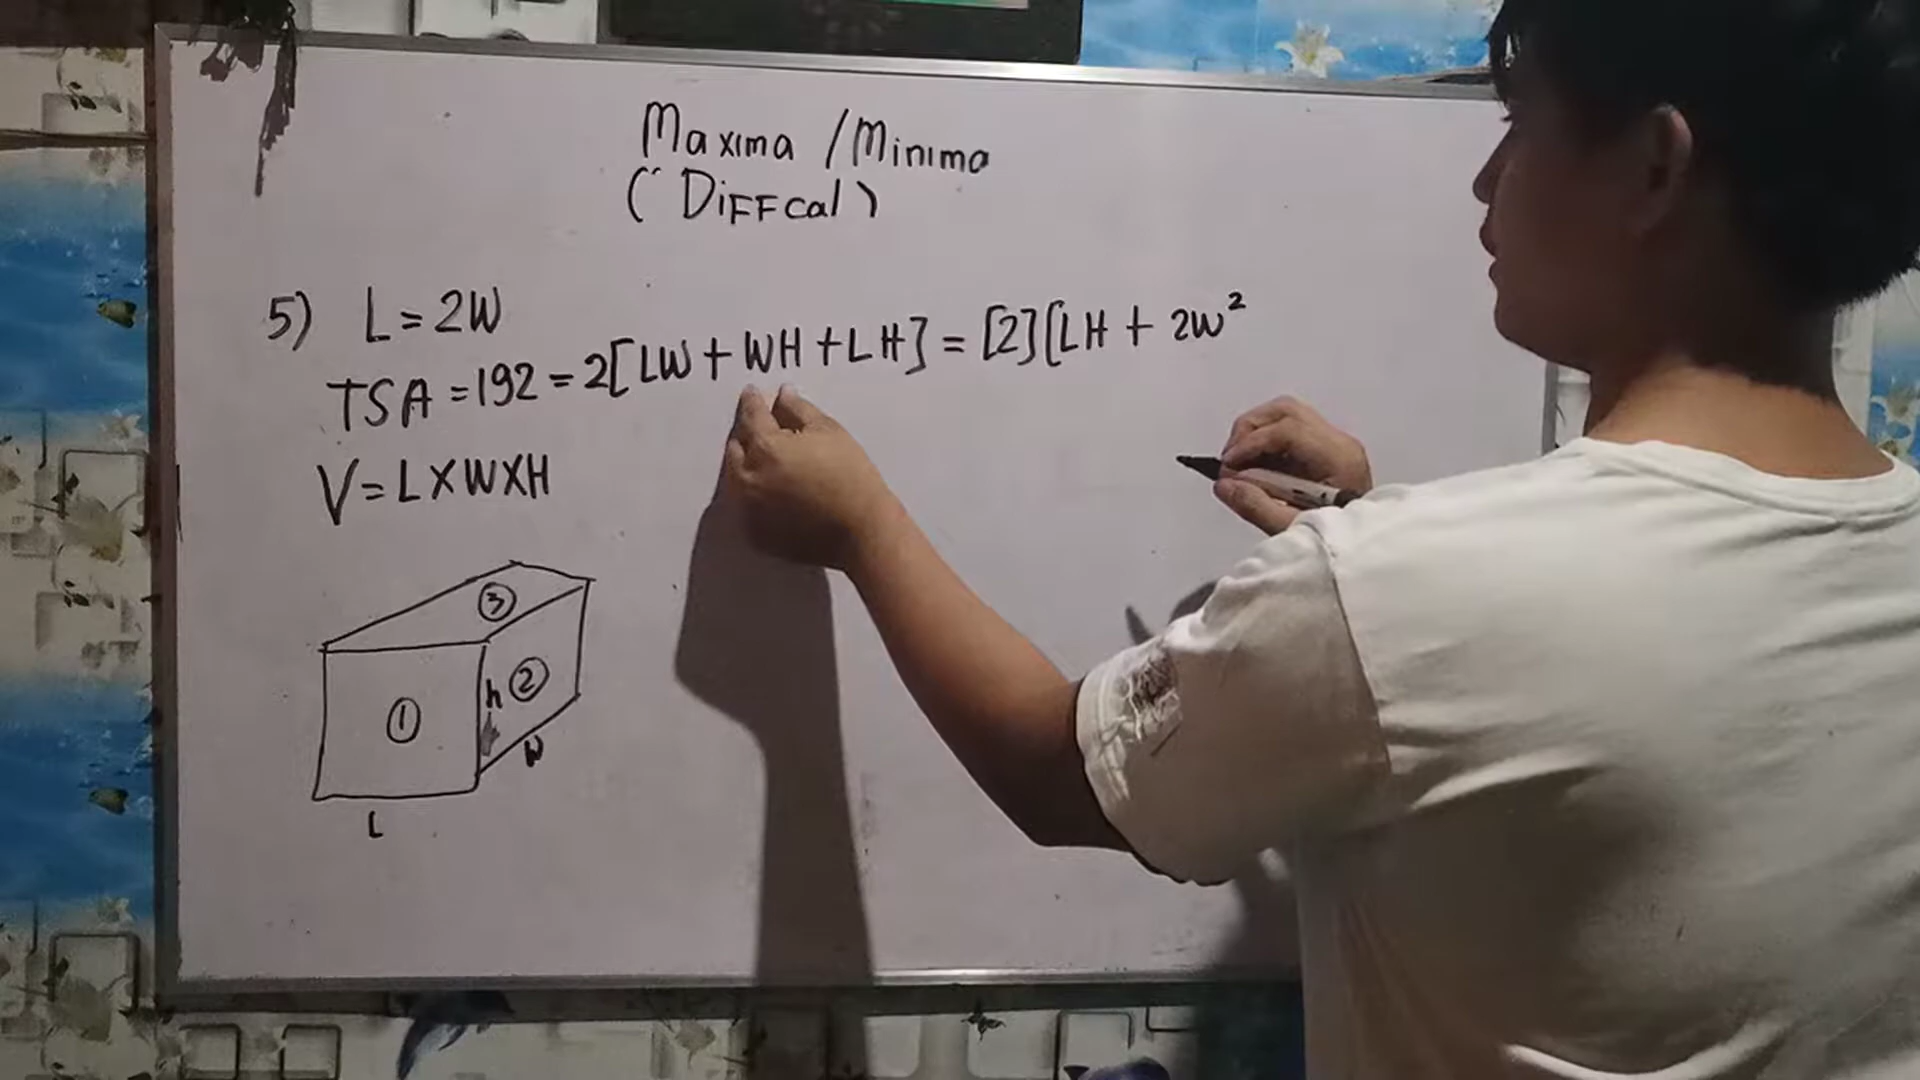 Maxima / Minima
(" DiFFcal )
5) L = 2W
TSA = 192 = 2[LW + WH + LH] = [2][LH + 2W²
V = L X W X H
3
1
h 2
W
L